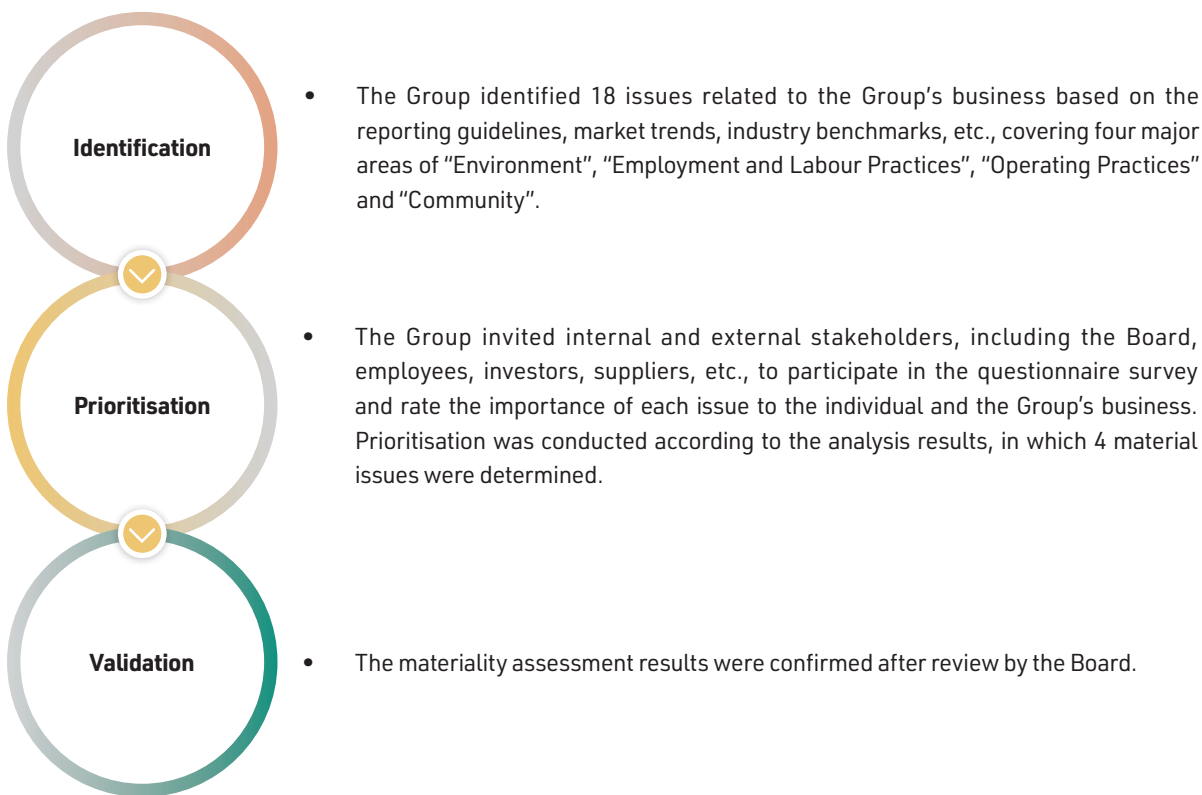 Identification
• The Group identified 18 issues related to the Group's business based on the
reporting guidelines, market trends, industry benchmarks, etc., covering four major
areas of "Environment", "Employment and Labour Practices", "Operating Practices"
and "Community".
Prioritisation
• The Group invited internal and external stakeholders, including the Board,
employees, investors, suppliers, etc., to participate in the questionnaire survey
and rate the importance of each issue to the individual and the Group's business.
Prioritisation was conducted according to the analysis results, in which 4 material
issues were determined.
Validation
• The materiality assessment results were confirmed after review by the Board.